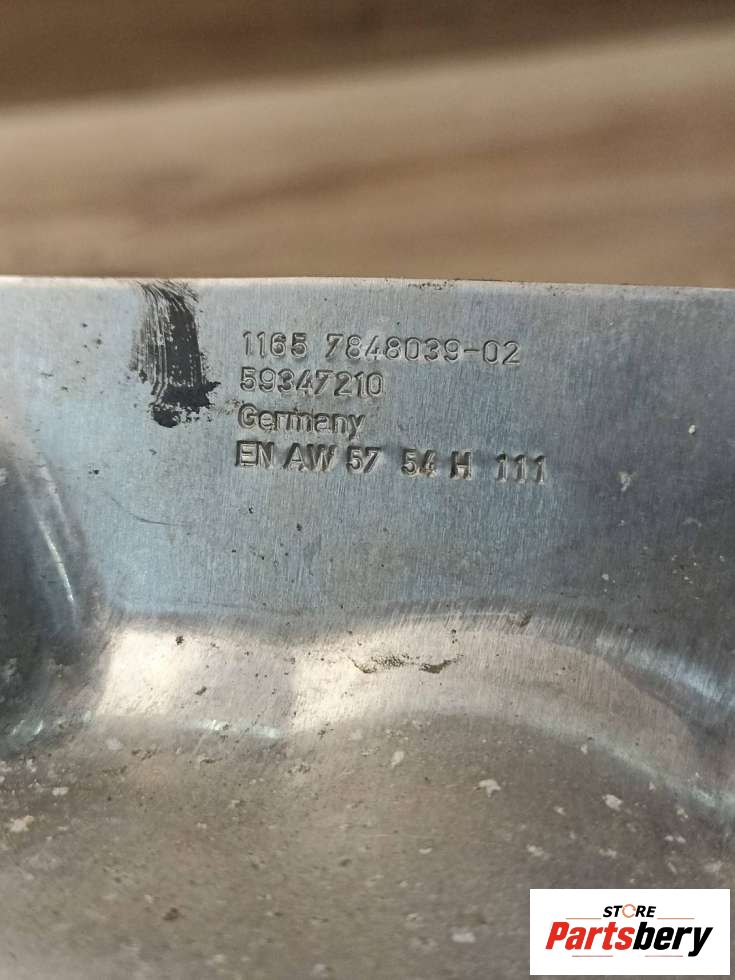 1165 7848039-02
59347210
Germany
EN AW 57 54 H 111
STORE
Partsbery